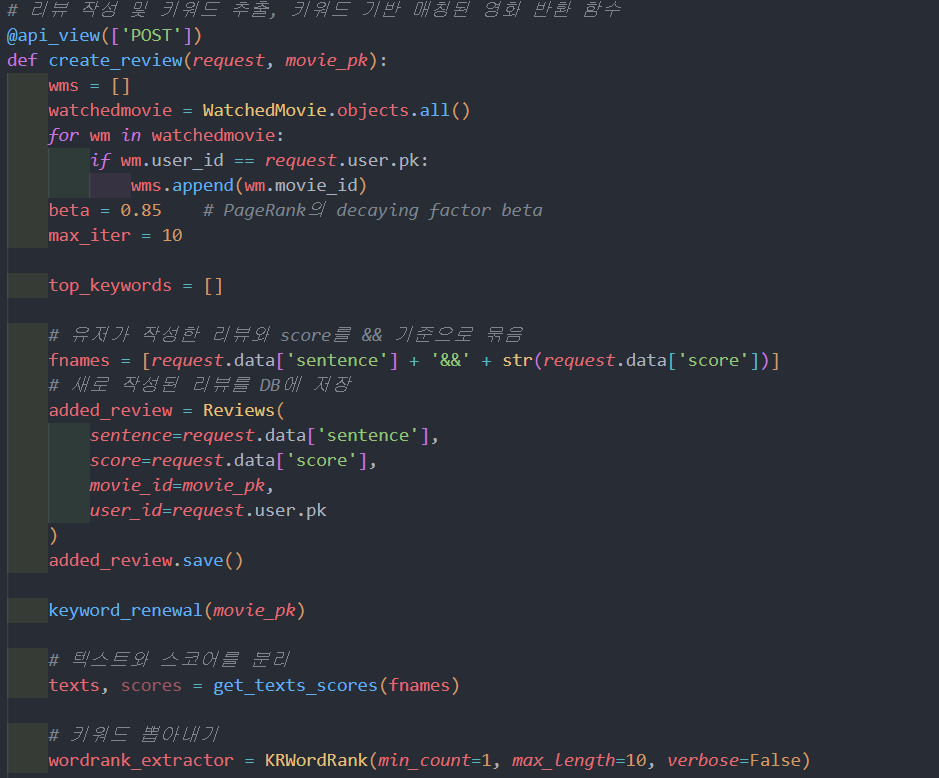 # 리뷰 작성 및 키워드 추출, 키워드 기반 매칭된 영화 반환 함수
@api_view(['POST'])
def create_review(request, movie_pk):
    wms = []
    watchedmovie = WatchedMovie.objects.all()
    for wm in watchedmovie:
        if wm.user_id == request.user.pk:
            wms.append(wm.movie_id)
    beta = 0.85    # PageRank의 decaying factor beta
    max_iter = 10

    top_keywords = []

    # 유저가 작성한 리뷰와 score를 && 기준으로 묶음
    fnames = [request.data['sentence'] + '&&' + str(request.data['score'])]
    # 새로 작성된 리뷰를 DB에 저장
    added_review = Reviews(
        sentence=request.data['sentence'],
        score=request.data['score'],
        movie_id=movie_pk,
        user_id=request.user.pk
    )
    added_review.save()

    keyword_renewal(movie_pk)

    # 텍스트와 스코어를 분리
    texts, scores = get_texts_scores(fnames)

    # 키워드 뽑아내기
    wordrank_extractor = KRWordRank(min_count=1, max_length=10, verbose=False)